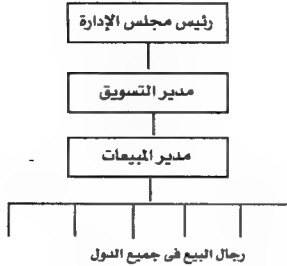 رئيس مجلس الإدارة
مدير التسويق
مدير المبيعات
رجال البيع فى جميع الدول